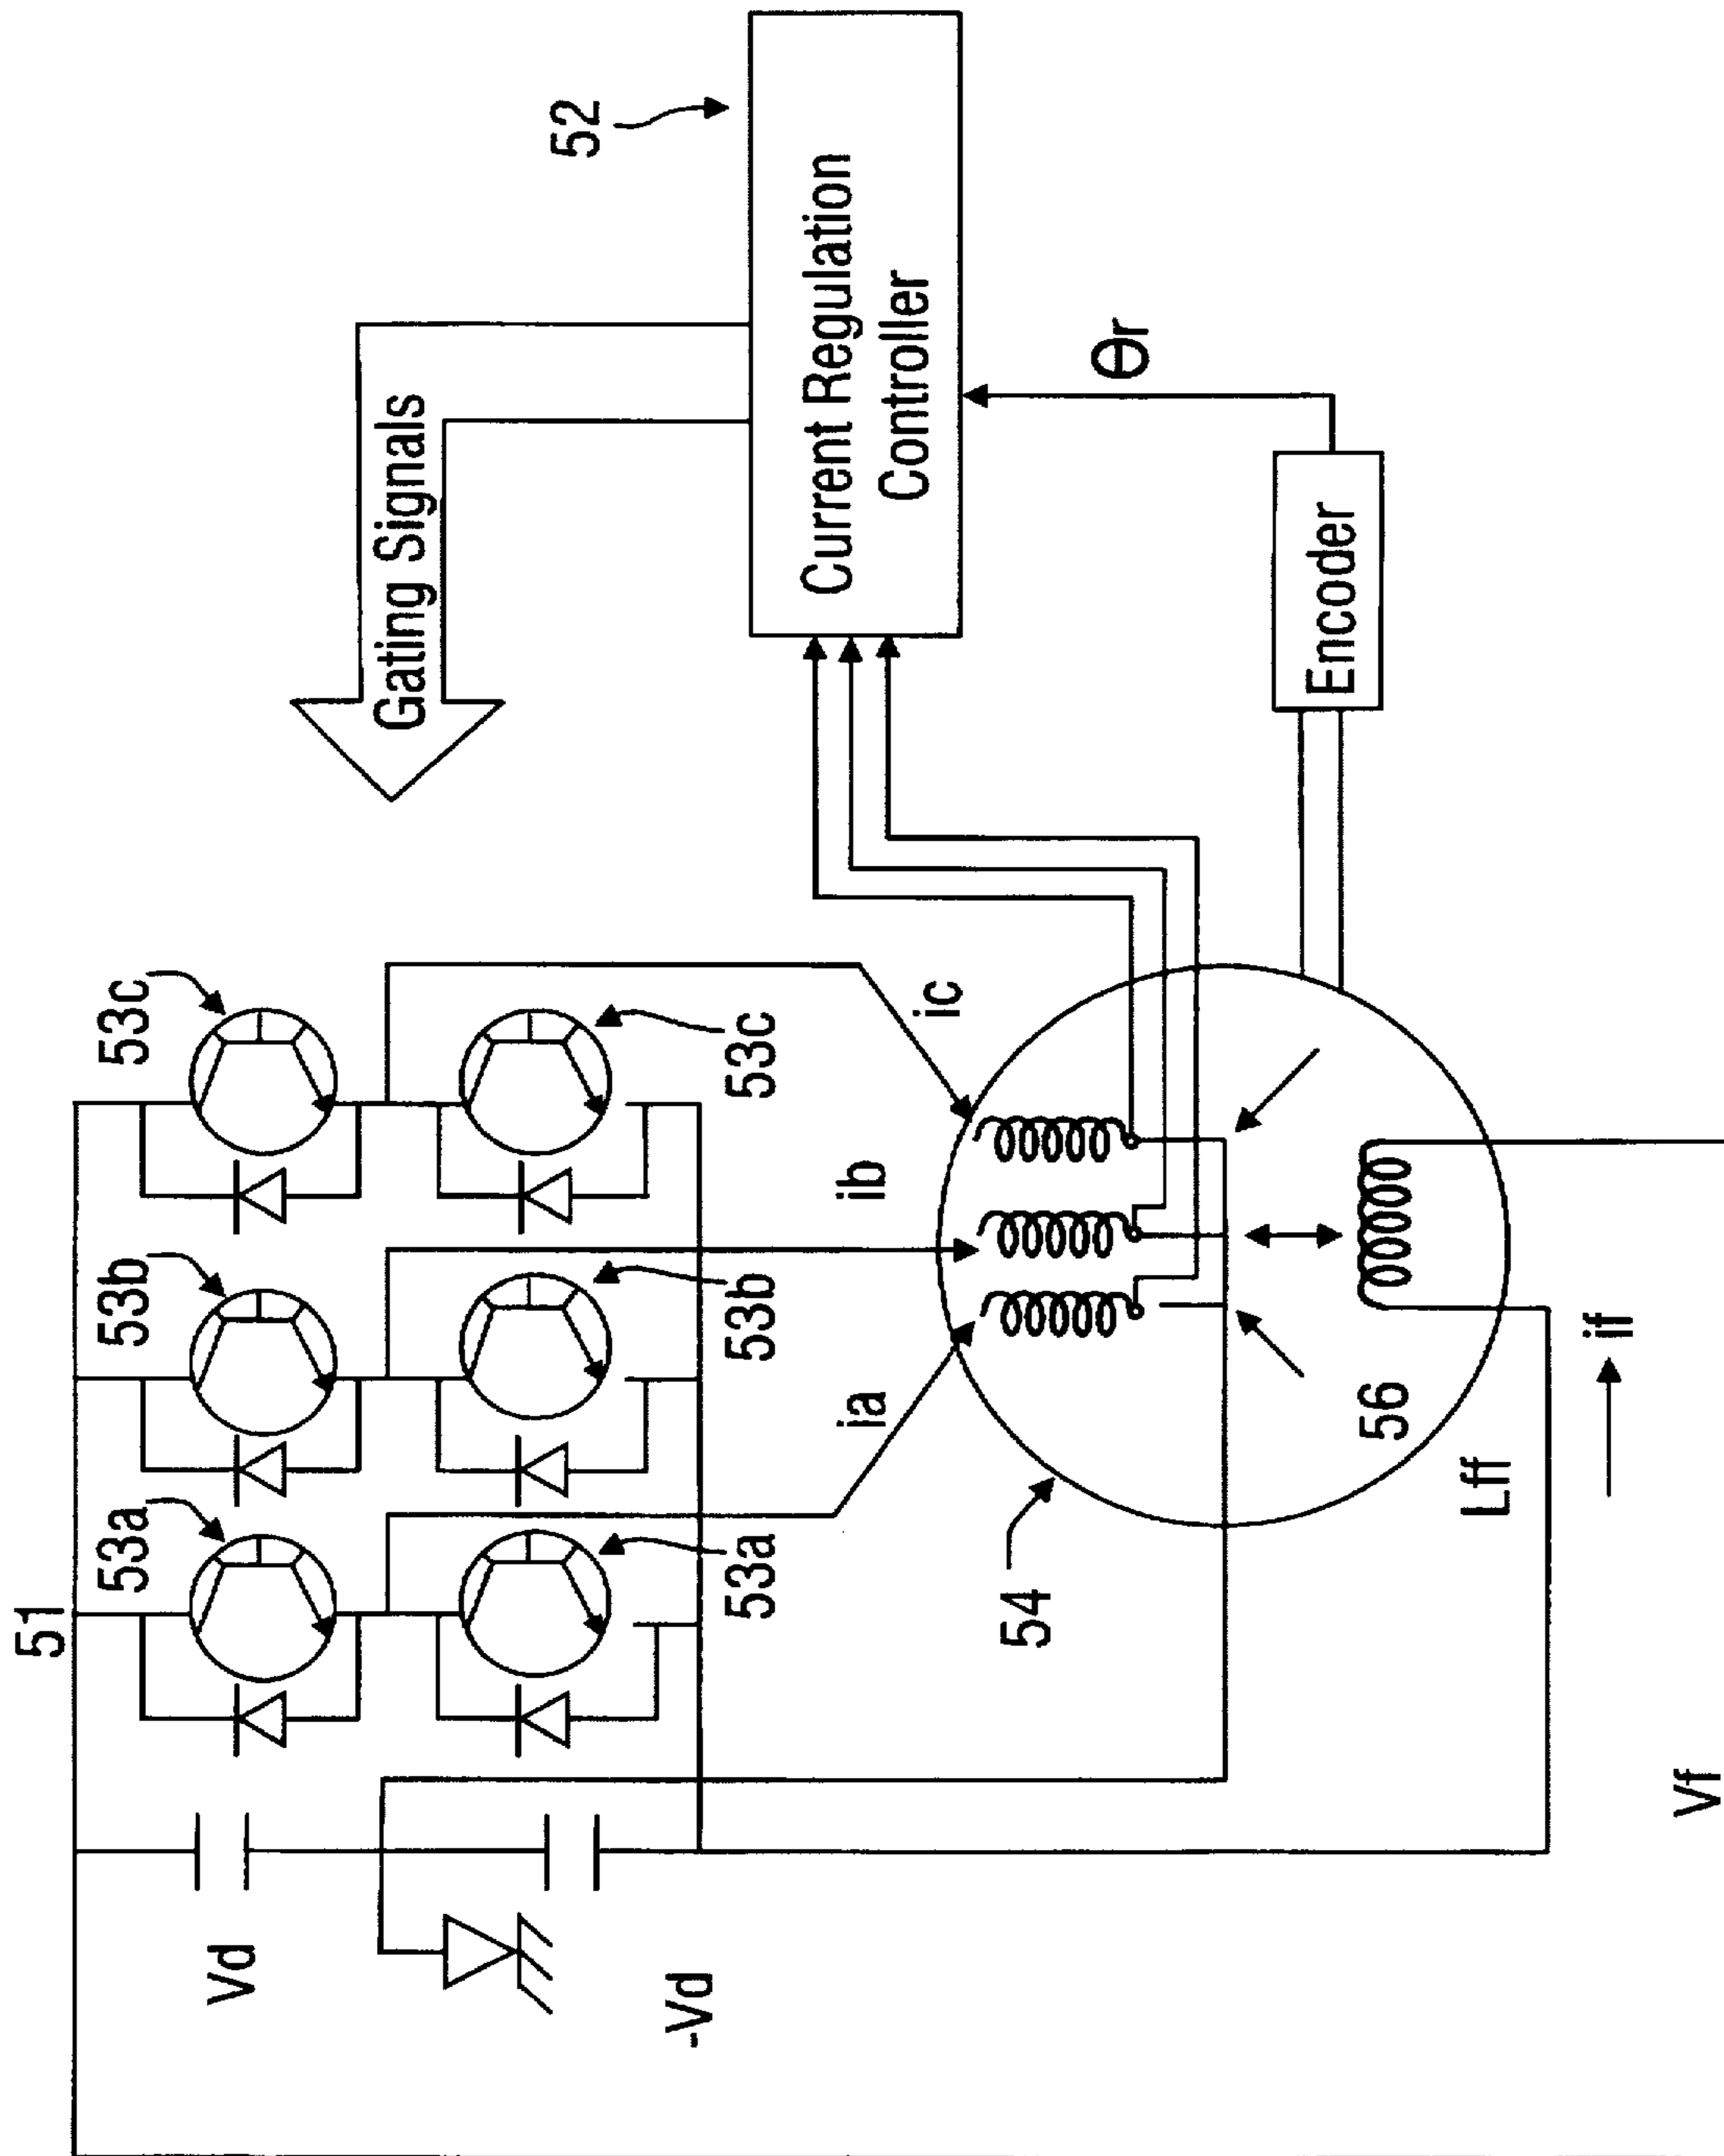 51
53a
53b
53c
Vd
-Vd
53a
53b
53c
Gating Signals
52
Current Regulation
Controller
ia
ib
ic
54
56
Lff
if
Vf
Encoder
Θr